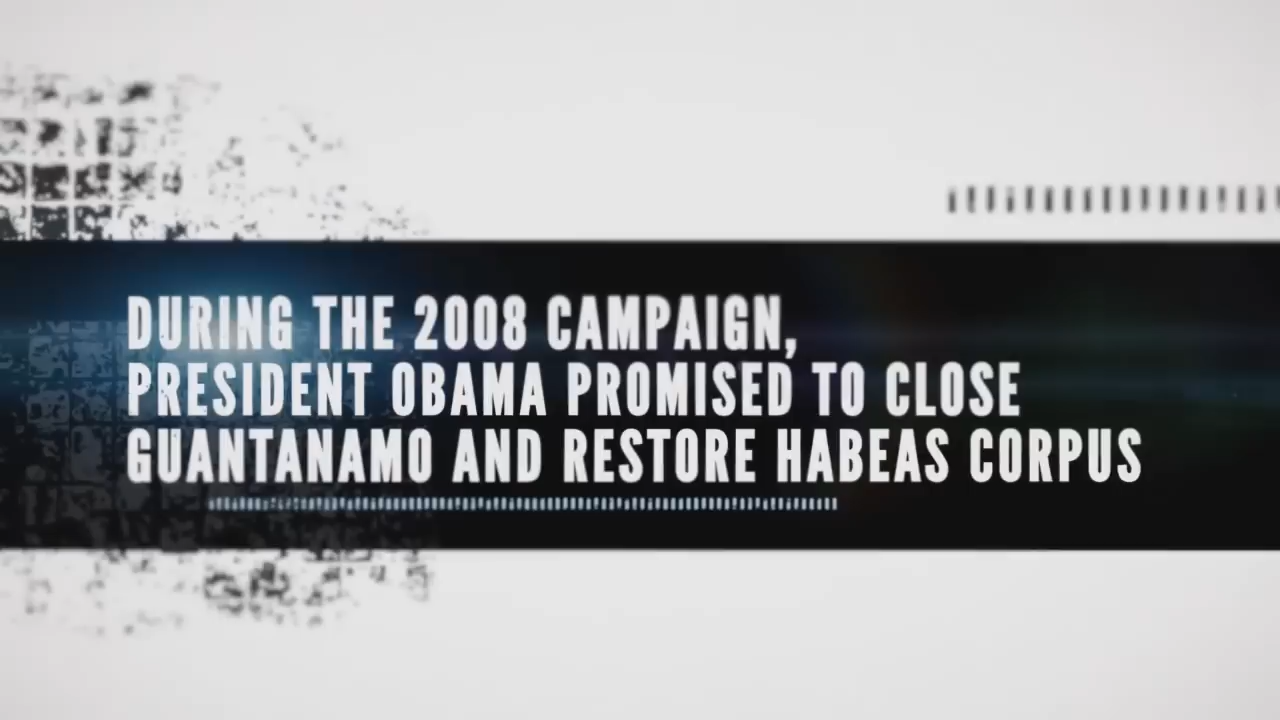 DURING THE 2008 CAMPAIGN,
PRESIDENT OBAMA PROMISED TO CLOSE
GUANTANAMO AND RESTORE HABEAS CORPUS